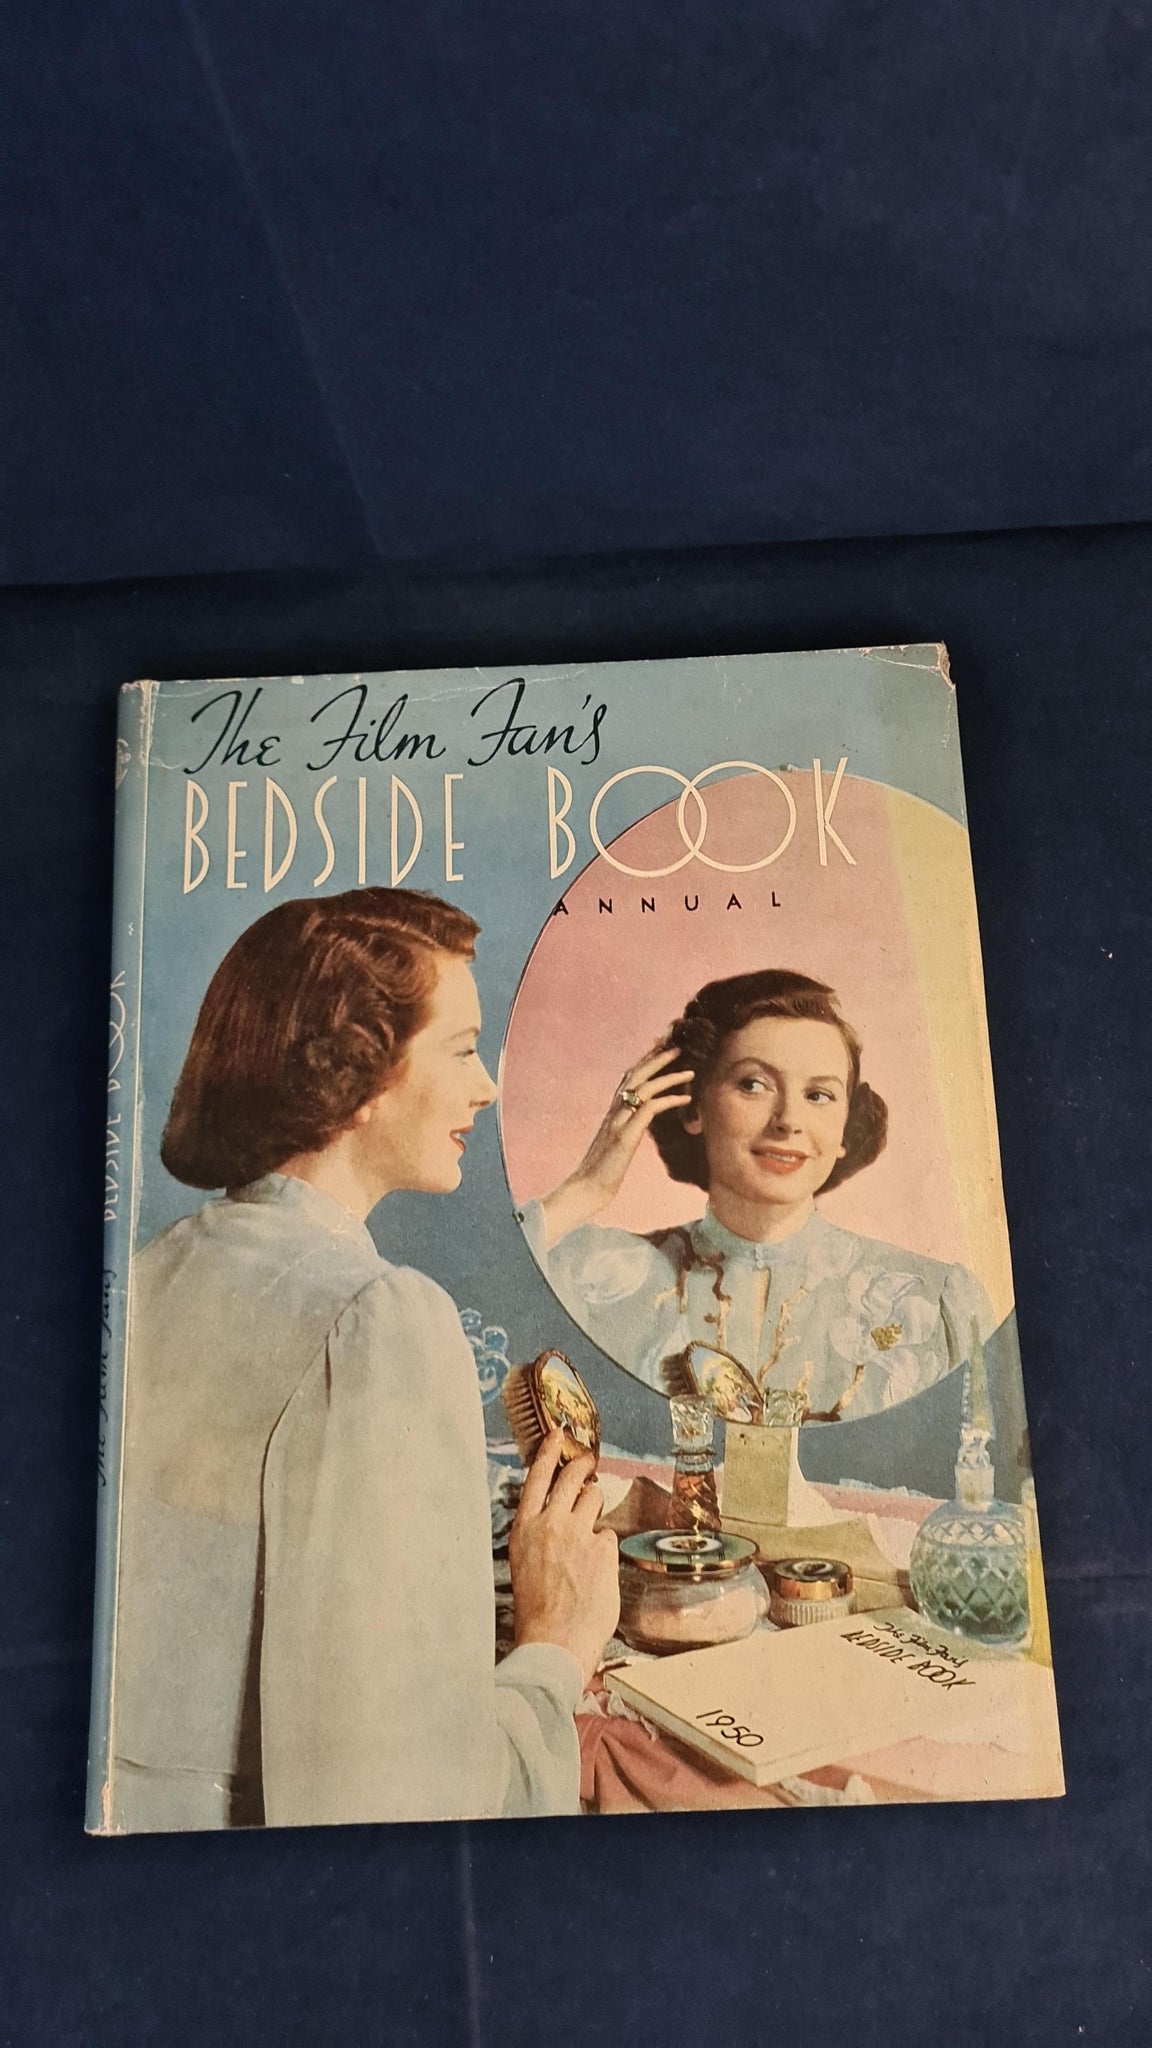 The Film Fan's
BEDSIDE BOOK
ANNUAL
The Film Fan's
BEDSIDE BOOK
1950
The Film Fan's BEDSIDE BOOK